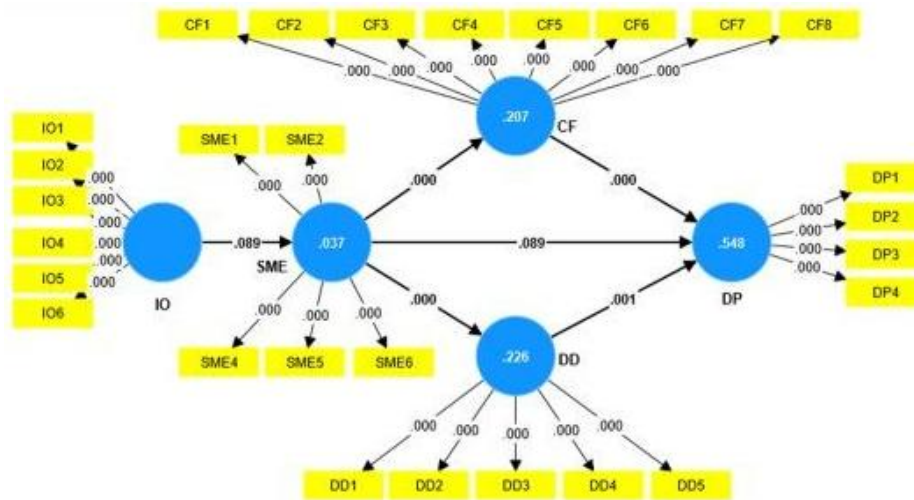 CF1 CF2 CF3 CF4 CF5 CF6 CF7 CF8
.000 .000 .000 .000 .000 .000 .000 .000
.207
CF
IO1
IO2
IO3
IO4
IO5
IO6
.000
.000
.000
.000
.000
.000
IO
.089
SME1 SME2
.000 .000
.037
SME
.000 .000 .000
SME4 SME5 SME6
.000
.000
.089
.000
.001
.548
DP
.000
.000
.000
.000
DP1
DP2
DP3
DP4
.226
DD
.000 .000 .000 .000 .000
DD1 DD2 DD3 DD4 DD5